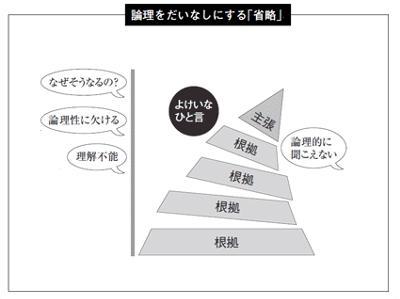 論理をだいなしにする「省略」
なぜそうなるの?
論理性に欠ける
理解不能
よけいな
ひと言
主張
根拠
論理的に
聞こえない
根拠
根拠
根拠